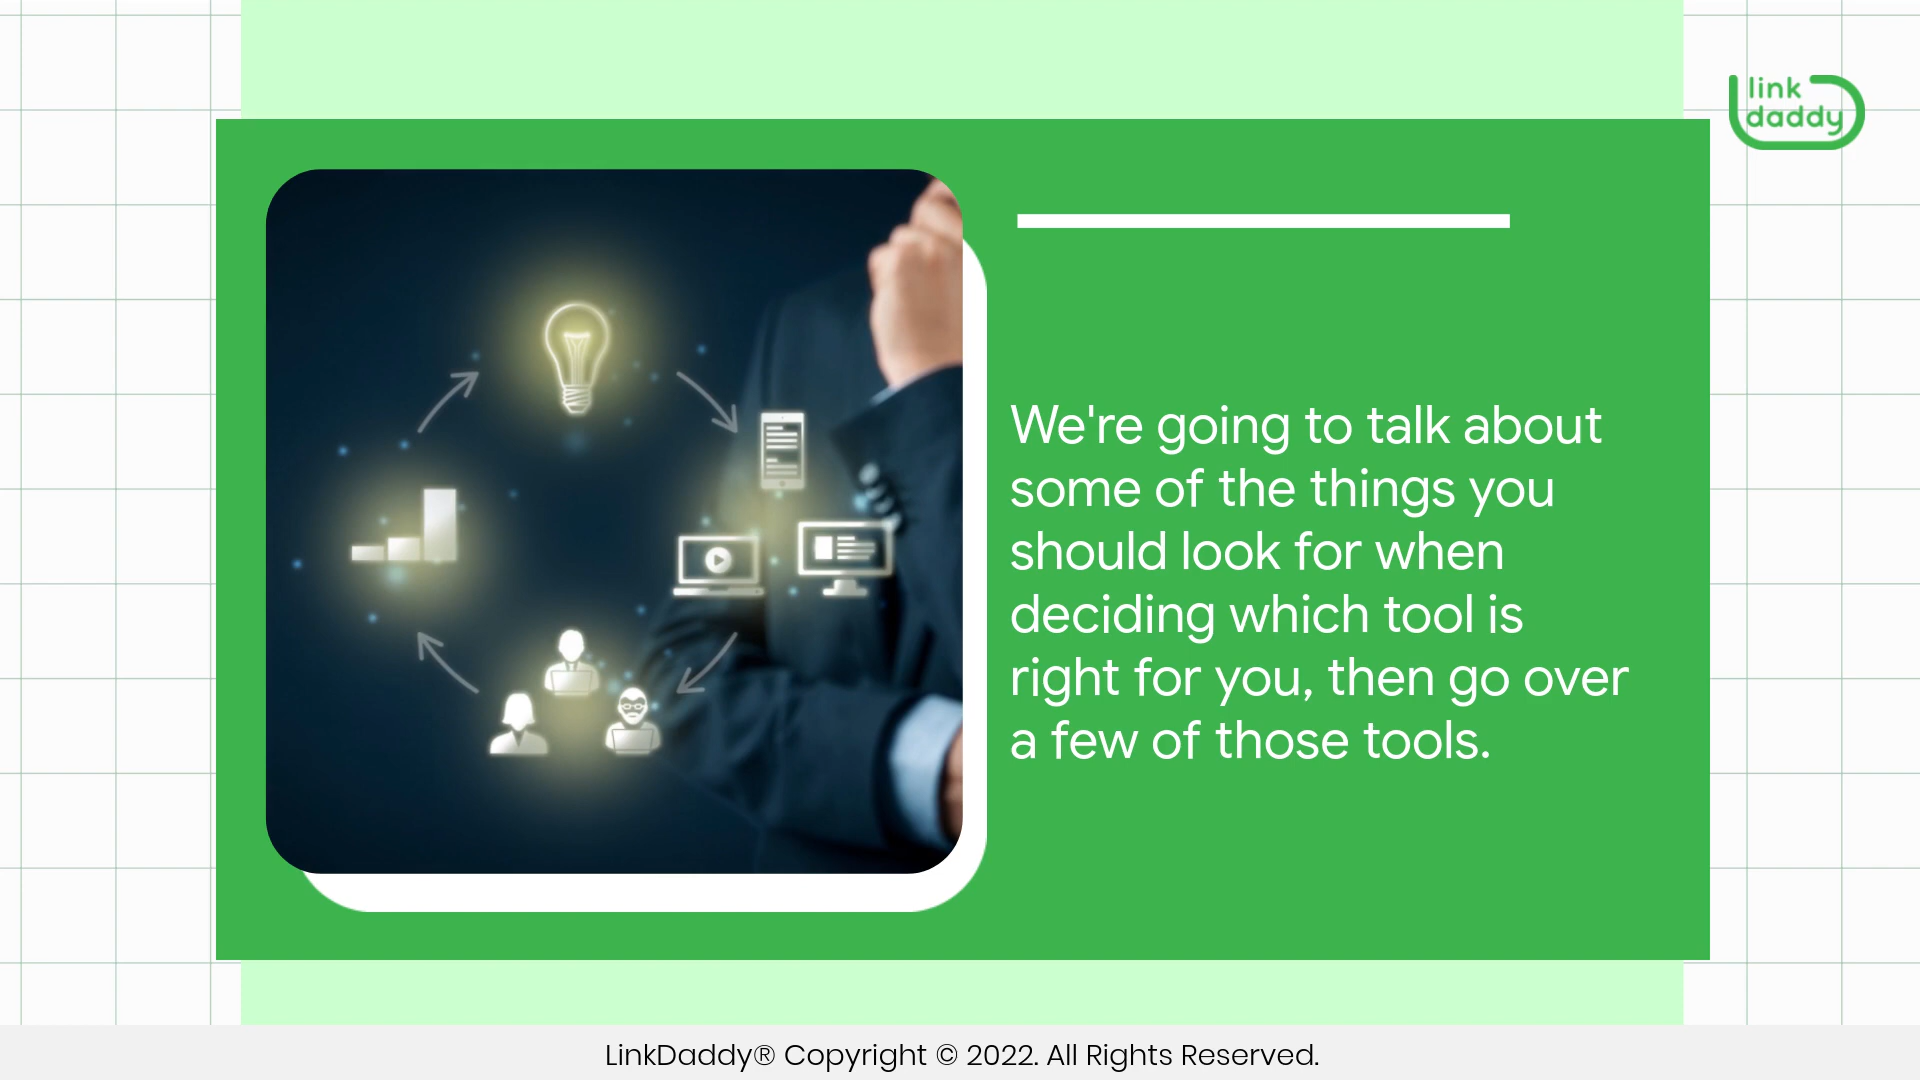 link
daddy
We're going to talk about
some of the things you
should look for when
deciding which tool is
right for you, then go over
a few of those tools.
LinkDaddy® Copyright © 2022. All Rights Reserved.